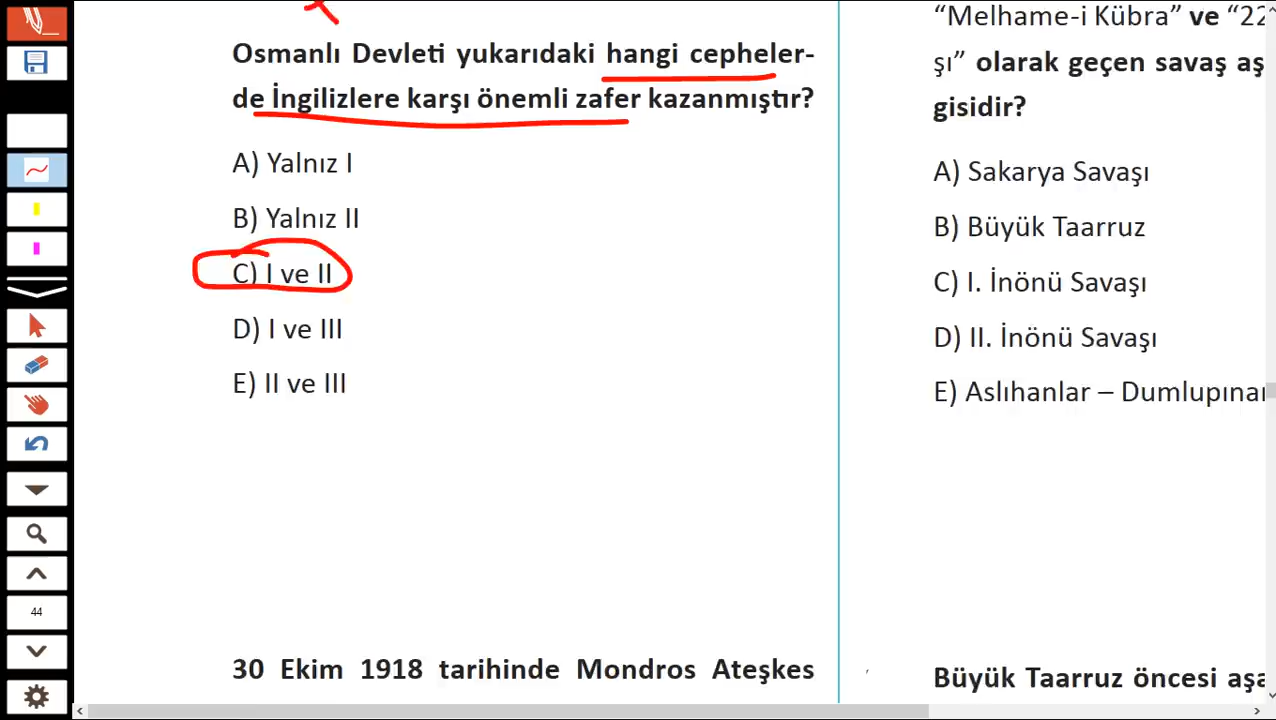 Osmanlı Devleti yukarıdaki hangi cepheler-
de İngilizlere karşı önemli zafer kazanmıştır?
A) Yalnız I
B) Yalnız II
C) I ve II
D) I ve III
E) II ve III
30 Ekim 1918 tarihinde Mondros Ateşkes
“Melhame-i Kübra” ve “22
şı” olarak geçen savaş aş
gisidir?
A) Sakarya Savaşı
B) Büyük Taarruz
C) I. İnönü Savaşı
D) II. İnönü Savaşı
E) Aslıhanlar – Dumlupınar
Büyük Taarruz öncesi aşa
44